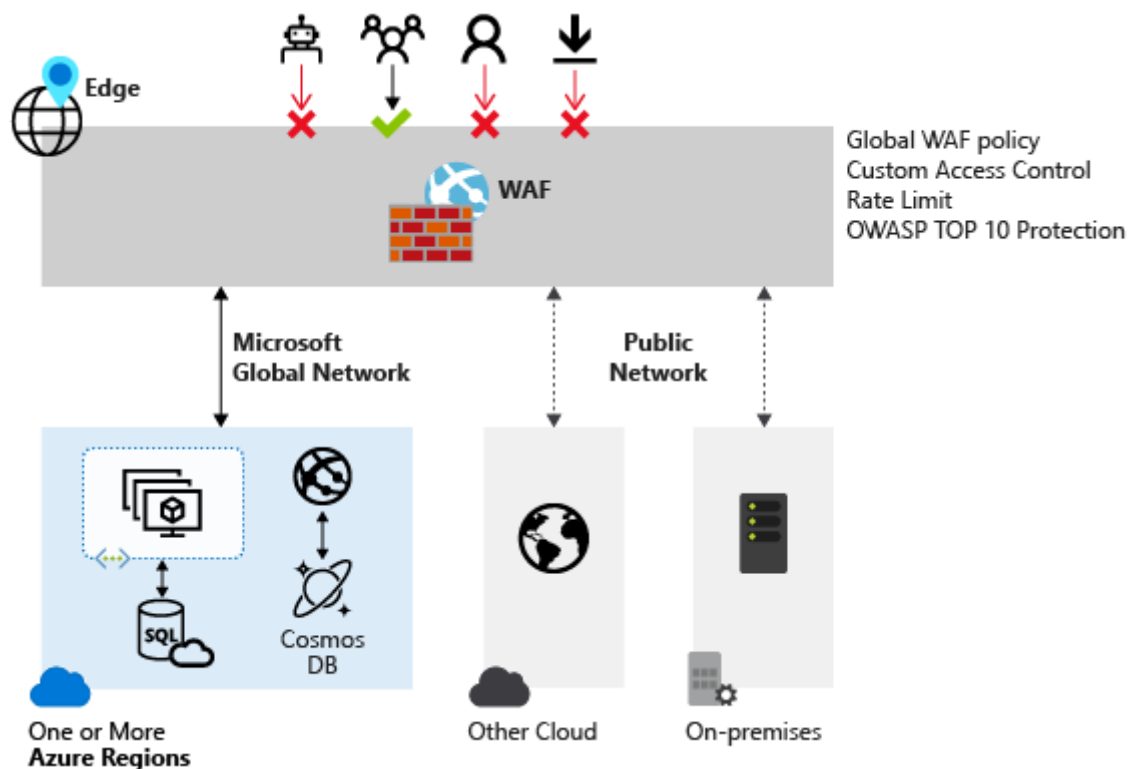 Edge
Global WAF policy
Custom Access Control
Rate Limit
OWASP TOP 10 Protection
WAF
Microsoft
Global Network
Public
Network
SQL
Cosmos
DB
One or More
Azure Regions
Other Cloud
On-premises